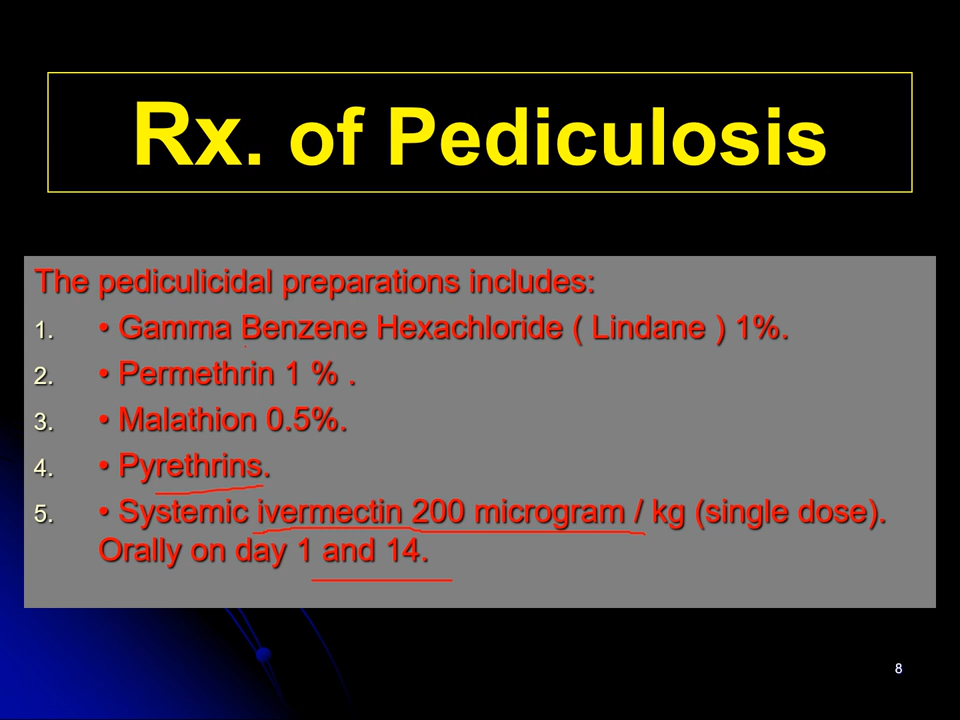 Rx. of Pediculosis
The pediculicidal preparations includes:
1. • Gamma Benzene Hexachloride ( Lindane ) 1%.
2. • Permethrin 1 % .
3. • Malathion 0.5%.
4. • Pyrethrins.
5. • Systemic ivermectin 200 microgram / kg (single dose).
Orally on day 1 and 14.
8